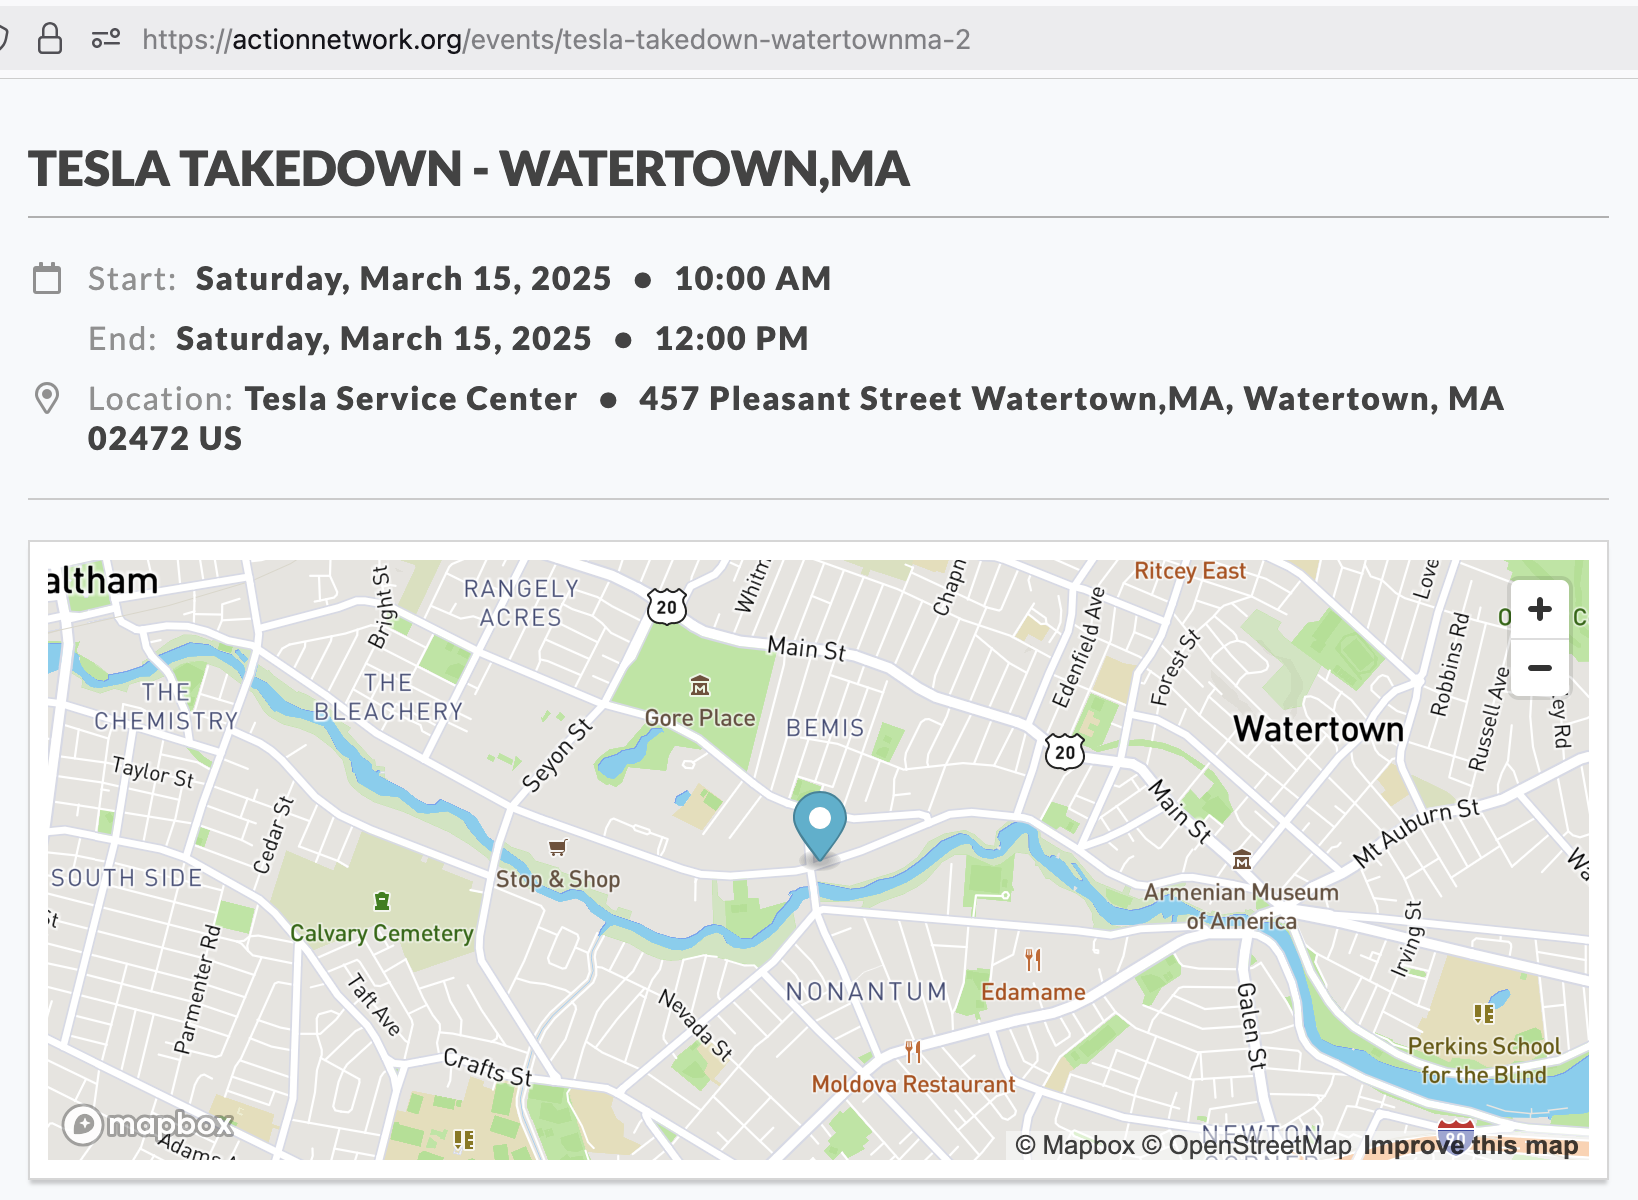 https://actionnetwork.org/events/tesla-takedown-watertownma-2
TESLA TAKEDOWN - WATERTOWN,MA
Start: Saturday, March 15, 2025 ● 10:00 AM
End: Saturday, March 15, 2025 ● 12:00 PM
Location: Tesla Service Center ● 457 Pleasant Street Watertown,MA, Watertown, MA
02472 US
altham
Bright St
RANGELY
ACRES
20
Whitm
Chapn
Ritcey East
Love
+
−
Main St
Edenfield Ave
Forest St
Robbins Rd
Russell Ave
ey Rd
THE
CHEMISTRY
THE
BLEACHERY
Gore Place
BEMIS
Watertown
20
Taylor St
Seyon St
Main St
Mt Auburn St
Cedar St
SOUTH SIDE
Stop & Shop
Armenian Museum
of America
Wa
St
Calvary Cemetery
Irving St
Parmenter Rd
Taft Ave
Nevada St
NONANTUM
Edamame
Galen St
Perkins School
for the Blind
Crafts St
Moldova Restaurant
mapbox
Adams A
NEWTON
CORNER
90
© Mapbox © OpenStreetMap Improve this map